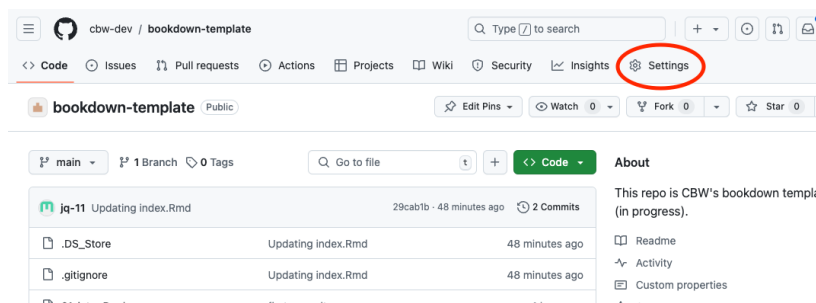 cbw-dev / bookdown-template Type / to search
<> Code Issues Pull requests Actions Projects Wiki Security Insights Settings
bookdown-template Public Edit Pins Watch 0 Fork 0 Star 0
main 1 Branch 0 Tags Go to file t <> Code About
This repo is CBW's bookdown
(in progress).
jq-11 Updating index.Rmd 29cab1b · 48 minutes ago 2 Commits
.DS_Store Updating index.Rmd 48 minutes ago
Readme
Activity
.gitignore Updating index.Rmd 48 minutes ago
Custom properties